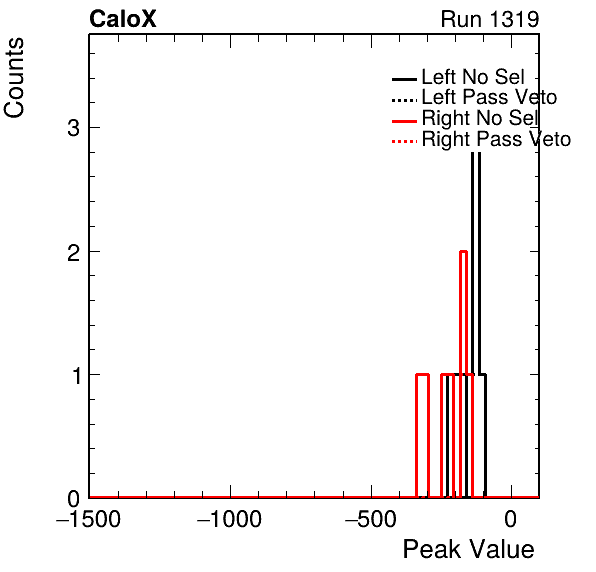 CaloX
Run 1319
Counts
Left No Sel
Left Pass Veto
Right No Sel
Right Pass Veto
3
2
1
0
−1500
−1000
−500
0
Peak Value